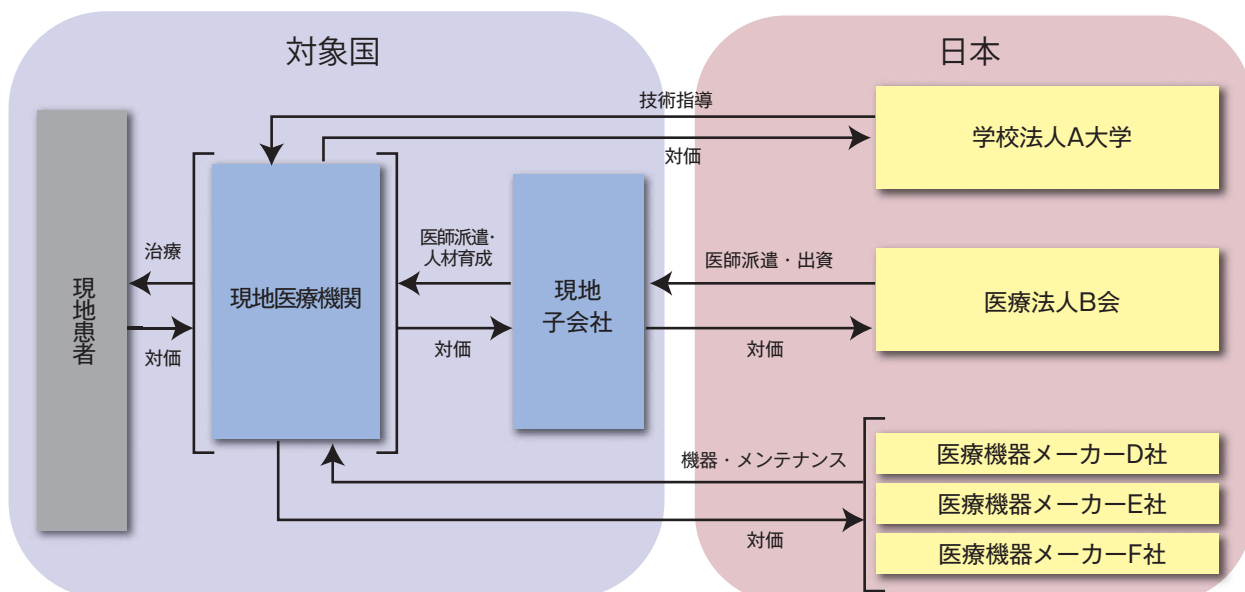 対象国
日本
技術指導
学校法人A大学
対価
医師派遣・
人材育成
治療
医師派遣・出資
現地患者
現地医療機関
現地
子会社
医療法人B会
対価
対価
対価
機器・メンテナンス
医療機器メーカーD社
医療機器メーカーE社
対価
医療機器メーカーF社